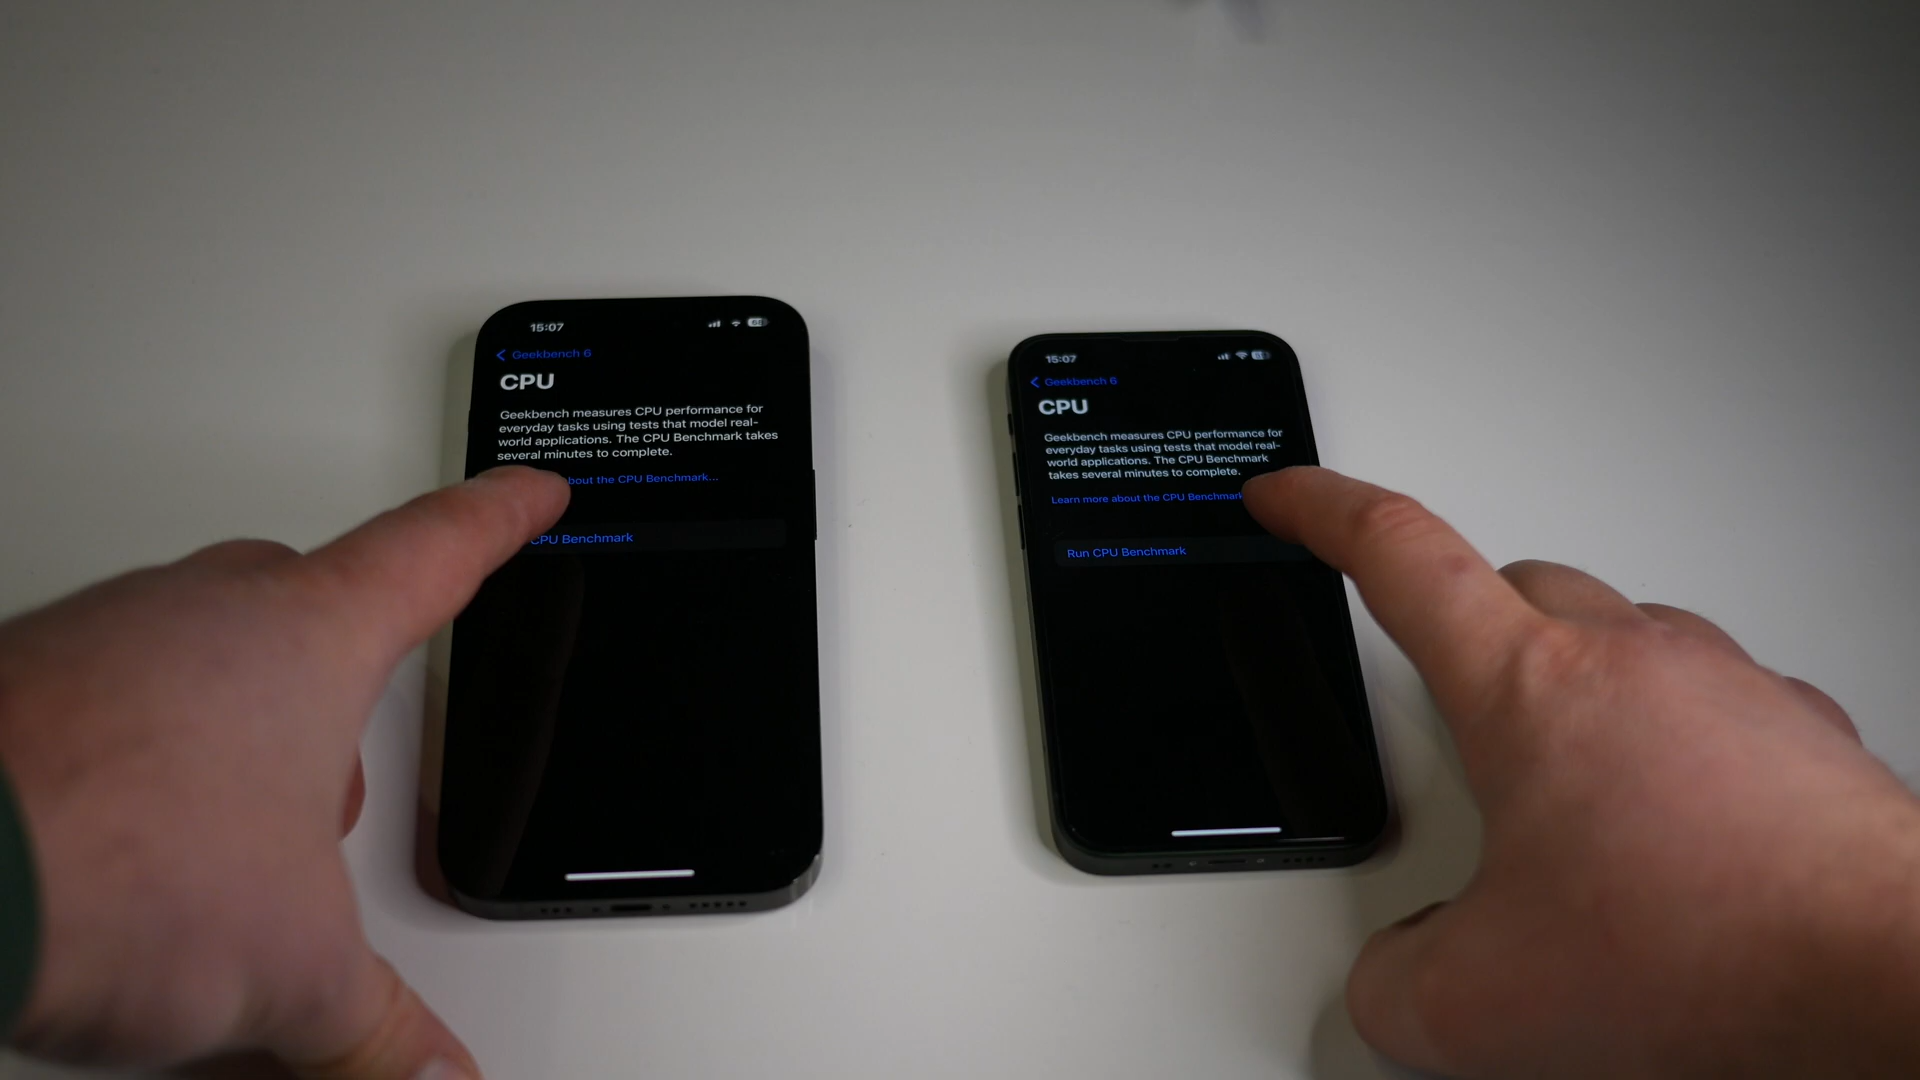 15:07
Geekbench 6
CPU
Geekbench measures CPU performance for
everyday tasks using tests that model real-
world applications. The CPU Benchmark takes
several minutes to complete.
about the CPU Benchmark...
CPU Benchmark
15:07
Geekbench 6
CPU
Geekbench measures CPU performance for
everyday tasks using tests that model real-
world applications. The CPU Benchmark
takes several minutes to complete.
Learn more about the CPU Benchmark
Run CPU Benchmark